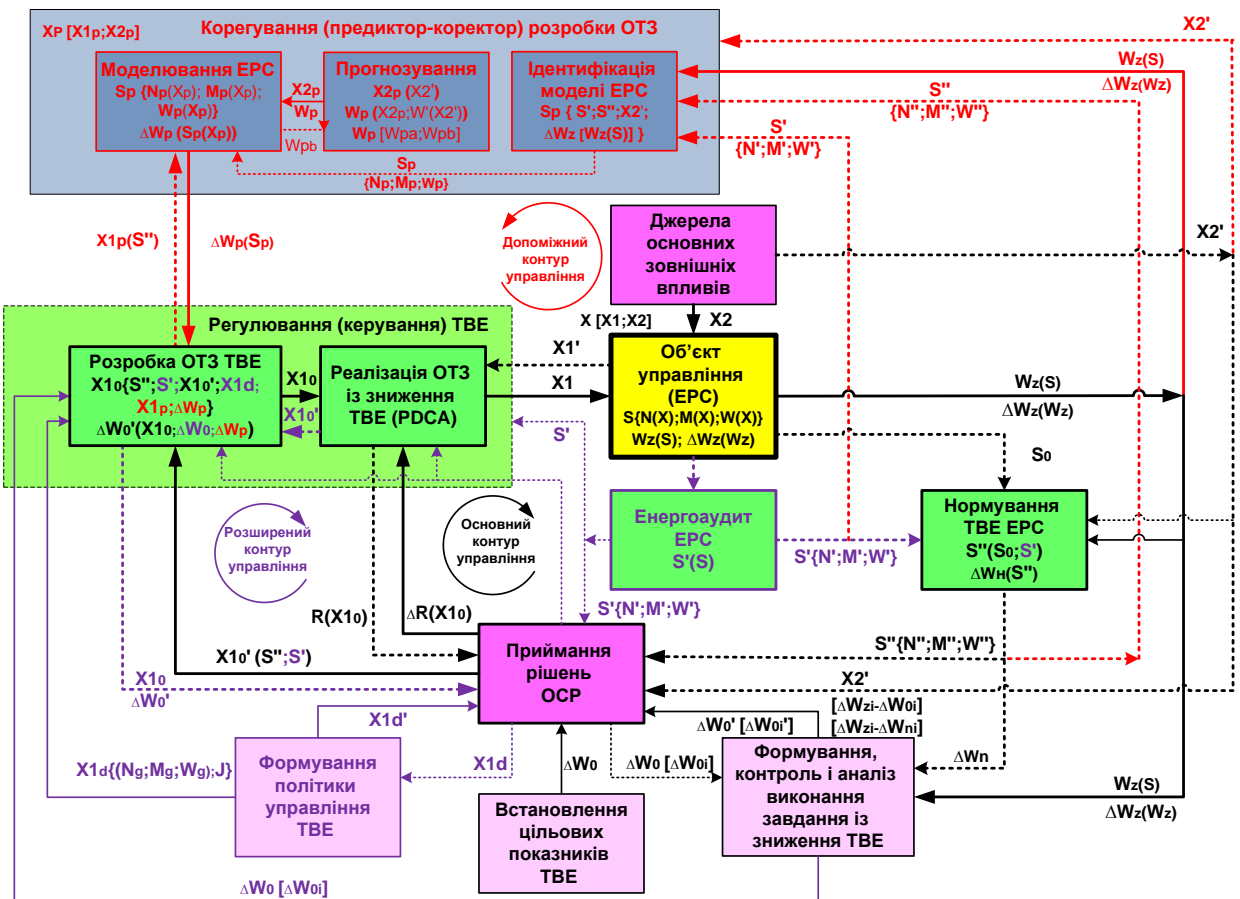 XP [X1p;X2p]
Корегування (предиктор-коректор) розробки ОТЗ
X2'
Моделювання ЕРС
Sp {Np(Xp); Mp(Xp);
Wp(Xp)}
ΔWp (Sp(Xp))
X2p
Wp
Wpb
Прогнозування
X2p (X2')
Wp (X2p;W'(X2'))
Wp [Wpa;Wpb]
Ідентифікація
моделі ЕРС
Sp { S';S";X2';
ΔWz [Wz(S)] }
Wz(S)
ΔWz(Wz)
S"
{N";M";W"}
S'
{N';M';W'}
Sp
{Np;Mp;Wp}
X1p(S")
ΔWp(Sp)
Допоміжний
контур
управління
Джерела
основних
зовнішніх
впливів
X2'
X [X1;X2]
X2
Регулювання (керування) ТВЕ
Розробка ОТЗ ТВЕ
X10{S";S';X10';X1d;
X1p;ΔWp}
ΔW0'(X10;ΔW0;ΔWp)
X10
X10'
Реалізація ОТЗ
із зниження
ТВЕ (PDCA)
X1'
X1
Об'єкт
управління
(ЕРС)
S{N(X);M(X);W(X)}
Wz(S); ΔWz(Wz)
Wz(S)
ΔWz(Wz)
S'
S0
Розширений
контур
управління
Основний
контур
управління
Енергоаудит
ЕРС
S'(S)
S'{N';M';W'}
Нормування
ТВЕ ЕРС
S"(S0;S')
ΔWн(S")
S'{N';M';W'}
R(X10)
ΔR(X10)
X10' (S";S')
Приймання
рішень
ОСР
S"{N";M";W"}
X2'
X10
ΔW0'
X1d'
[ΔWzi-ΔW0i]
[ΔWzi-ΔWni]
ΔW0' [ΔW0i']
X1d{(Ng;Mg;Wg);J}
Формування
політики
управління
ТВЕ
X1d
ΔW0
ΔW0 [ΔW0i]
Встановлення
цільових
показників
ТВЕ
Формування,
контроль і аналіз
виконання
завдання із
зниження ТВЕ
ΔWn
Wz(S)
ΔWz(Wz)
ΔW0 [ΔW0i]